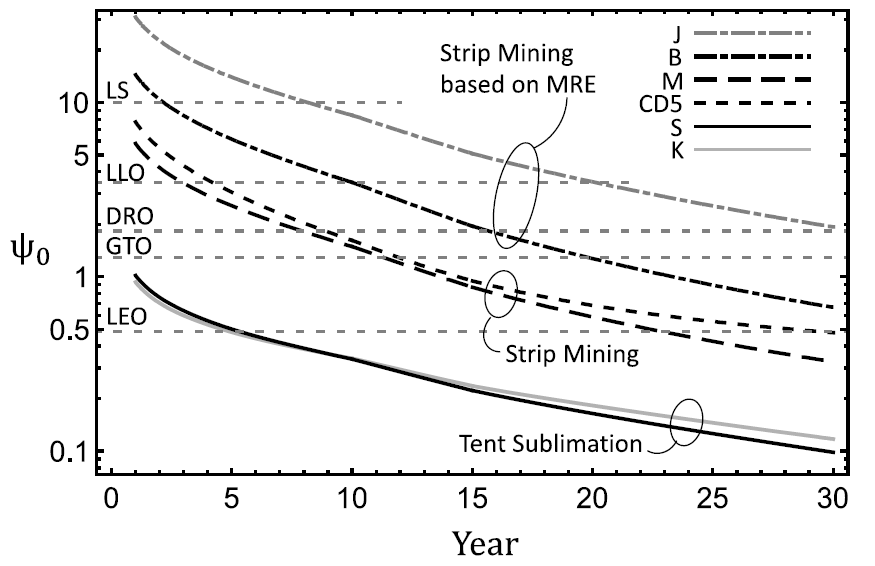 Strip Mining
based on MRE
J
B
M
CD5
S
K
LS
LLO
DRO
GTO
LEO
Strip Mining
Tent Sublimation
10
5
1
0.5
0.1
ψ₀
0 5 10 15 20 25 30
Year